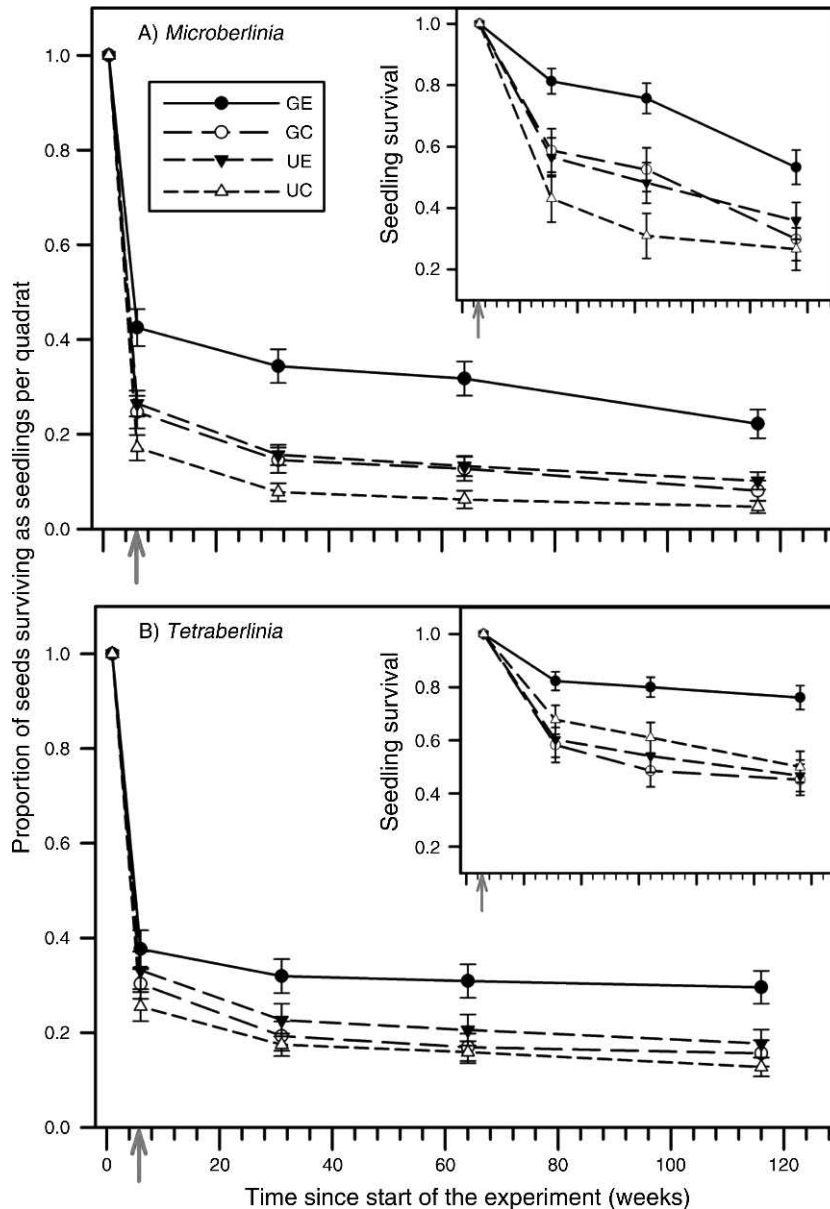 Proportion of seeds surviving as seedlings per quadrat
A) Microberlinia
1.0
0.8
0.6
0.4
0.2
0.0
GE
GC
UE
UC
Seedling survival
1.0
0.8
0.6
0.4
0.2
B) Tetraberlinia
1.0
0.8
0.6
0.4
0.2
0.0
Seedling survival
1.0
0.8
0.6
0.4
0.2
0 20 40 60 80 100 120
Time since start of the experiment (weeks)